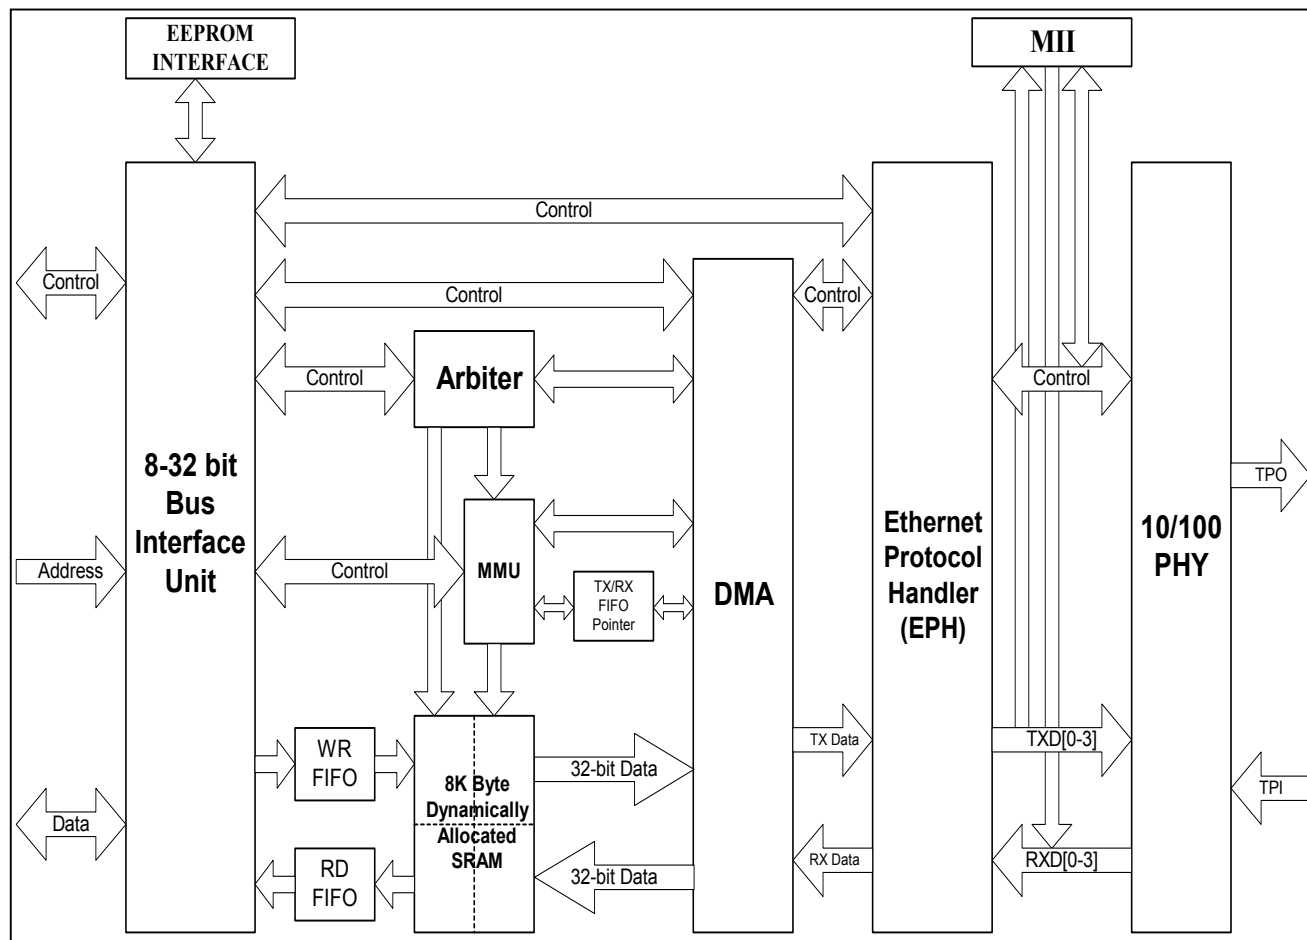 EEPROM
INTERFACE
MII
Control
Control
Control
Control
Control
Arbiter
Control
8-32 bit
Bus
Interface
Unit
Ethernet
Protocol
Handler
(EPH)
10/100
PHY
TPO
Address
Control
MMU
TX/RX
FIFO
Pointer
DMA
WR
FIFO
8K Byte
Dynamically
Allocated
SRAM
32-bit Data
TX Data
TXD[0-3]
TPI
Data
RD
FIFO
32-bit Data
RX Data
RXD[0-3]